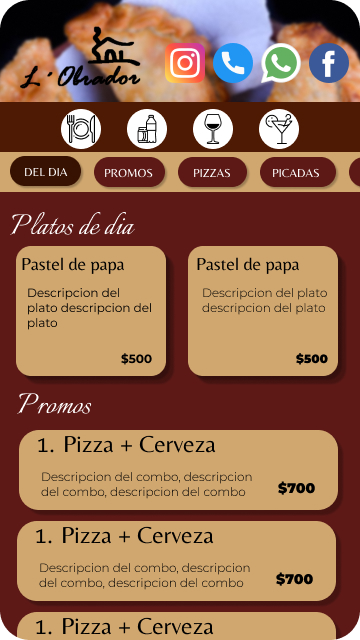 L'Obrador
DEL DIA
PROMOS
PIZZAS
PICADAS
Platos de dia
Pastel de papa
Descripcion del
plato descripcion del
plato
$500
Pastel de papa
Descripcion del plato
descripcion del plato
$500
Promos
1. Pizza + Cerveza
Descripcion del combo, descripcion
del combo, descripcion del combo
$700
1. Pizza + Cerveza
Descripcion del combo, descripcion
del combo, descripcion del combo
$700
1. Pizza + Cerveza